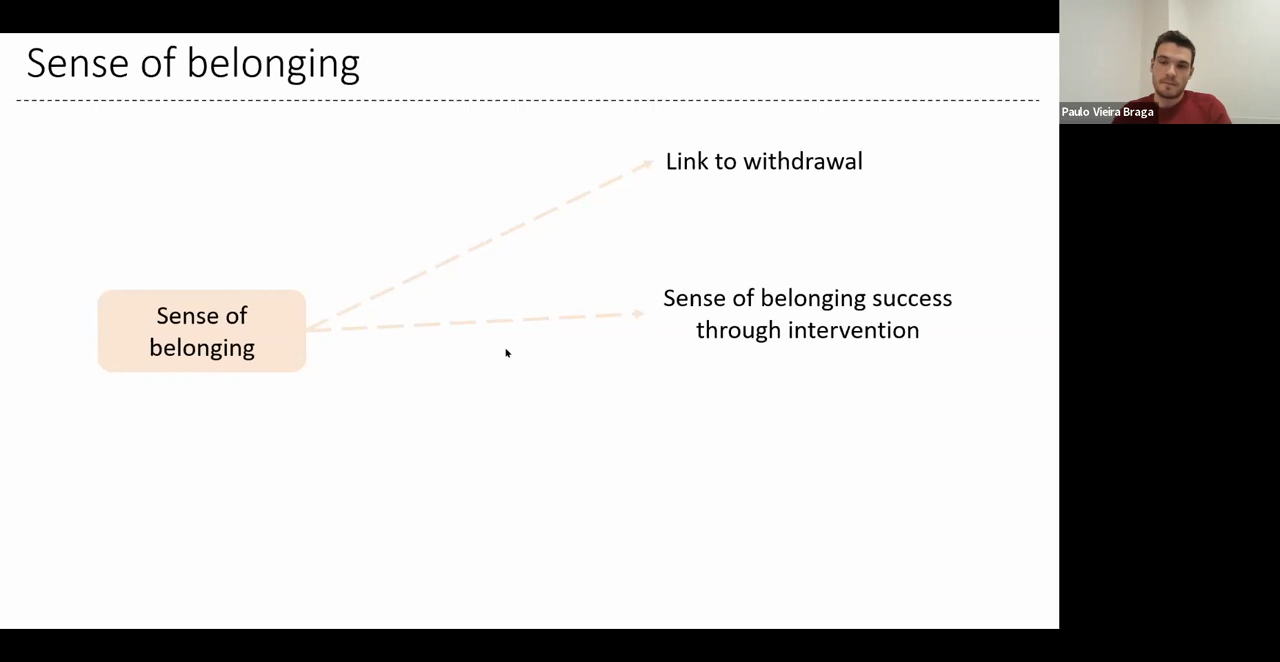 Sense of belonging
Paulo Vieira Braga
Link to withdrawal
Sense of belonging success
through intervention
Sense of
belonging